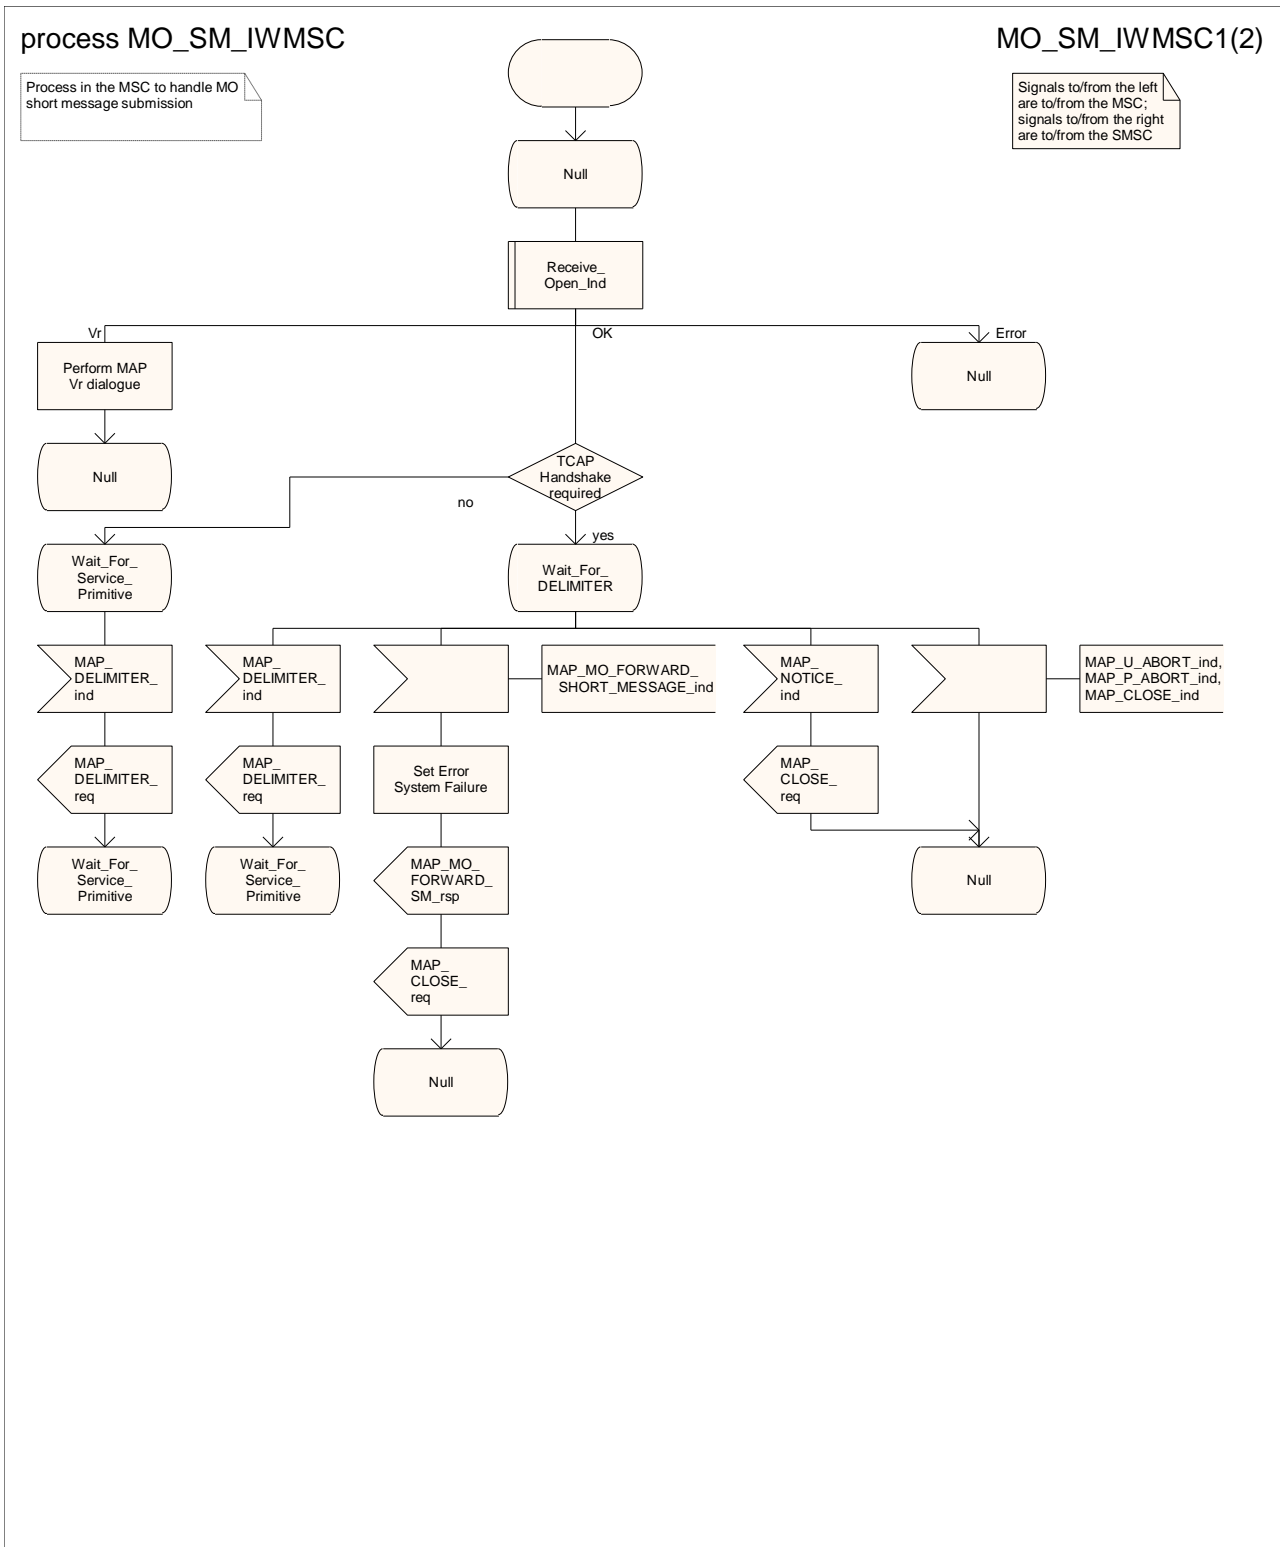 process MO_SM_IWMSC
MO_SM_IWMSC1(2)
Process in the MSC to handle MO
short message submission
Signals to/from the left
are to/from the MSC;
signals to/from the right
are to/from the SMSC
Null
Receive_
Open_Ind
Vr
OK
Error
Perform MAP
Vr dialogue
Null
Null
TCAP
Handshake
required
no
yes
Wait_For_
Service_
Primitive
Wait_For_
DELIMITER
MAP_
DELIMITER_
ind
MAP_
DELIMITER_
ind
MAP_MO_FORWARD_
SHORT_MESSAGE_ind
MAP_
NOTICE_
ind
MAP_U_ABORT_ind,
MAP_P_ABORT_ind,
MAP_CLOSE_ind
MAP_
DELIMITER_
req
MAP_
DELIMITER_
req
Set Error
System Failure
MAP_
CLOSE_
req
Wait_For_
Service_
Primitive
Wait_For_
Service_
Primitive
MAP_MO_
FORWARD_
SM_rsp
Null
MAP_
CLOSE_
req
Null